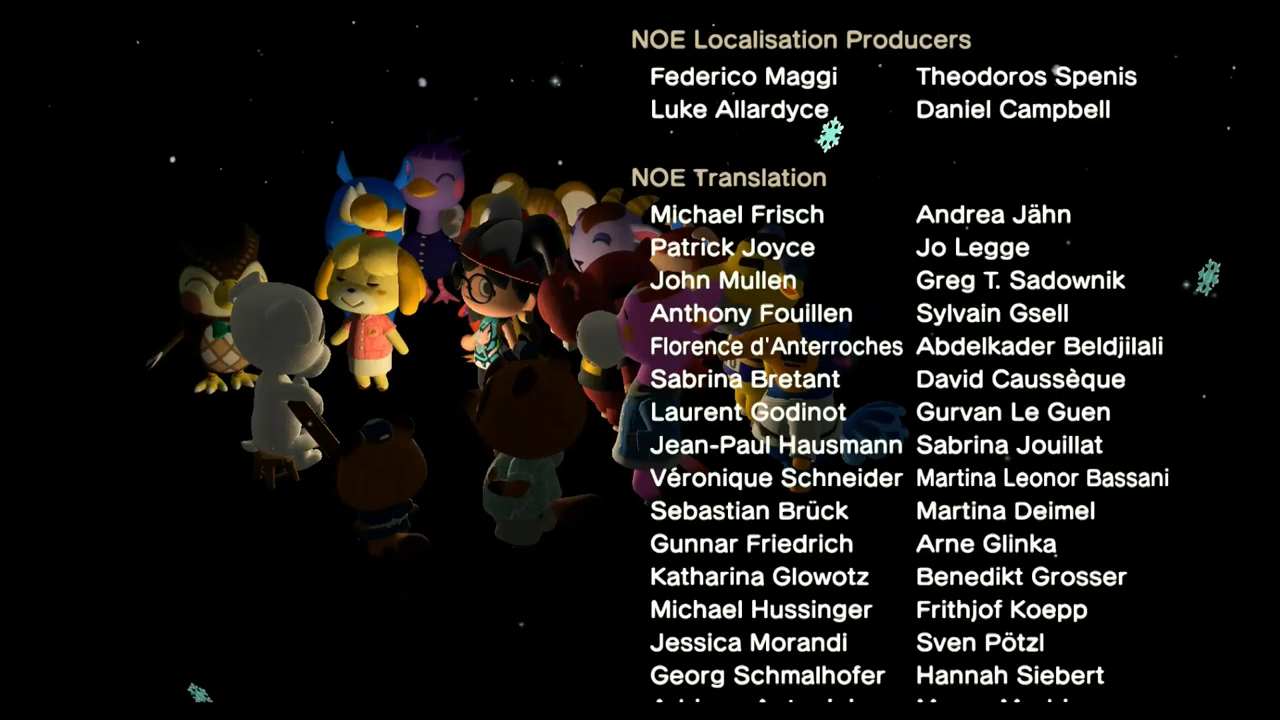 NOE Localisation Producers
Federico Maggi Theodoros Spenis
Luke Allardyce Daniel Campbell
NOE Translation
Michael Frisch Andrea Jähn
Patrick Joyce Jo Legge
John Mullen Greg T. Sadownik
Anthony Fouillen Sylvain Gsell
Florence d'Anterroches Abdelkader Beldjilali
Sabrina Bretant David Caussèque
Laurent Godinot Gurvan Le Guen
Jean-Paul Hausmann Sabrina Jouillat
Véronique Schneider Martina Leonor Bassani
Sebastian Brück Martina Deimel
Gunnar Friedrich Arne Glinka
Katharina Glowotz Benedikt Grosser
Michael Hussinger Frithjof Koepp
Jessica Morandi Sven Pötzl
Georg Schmalhofer Hannah Siebert